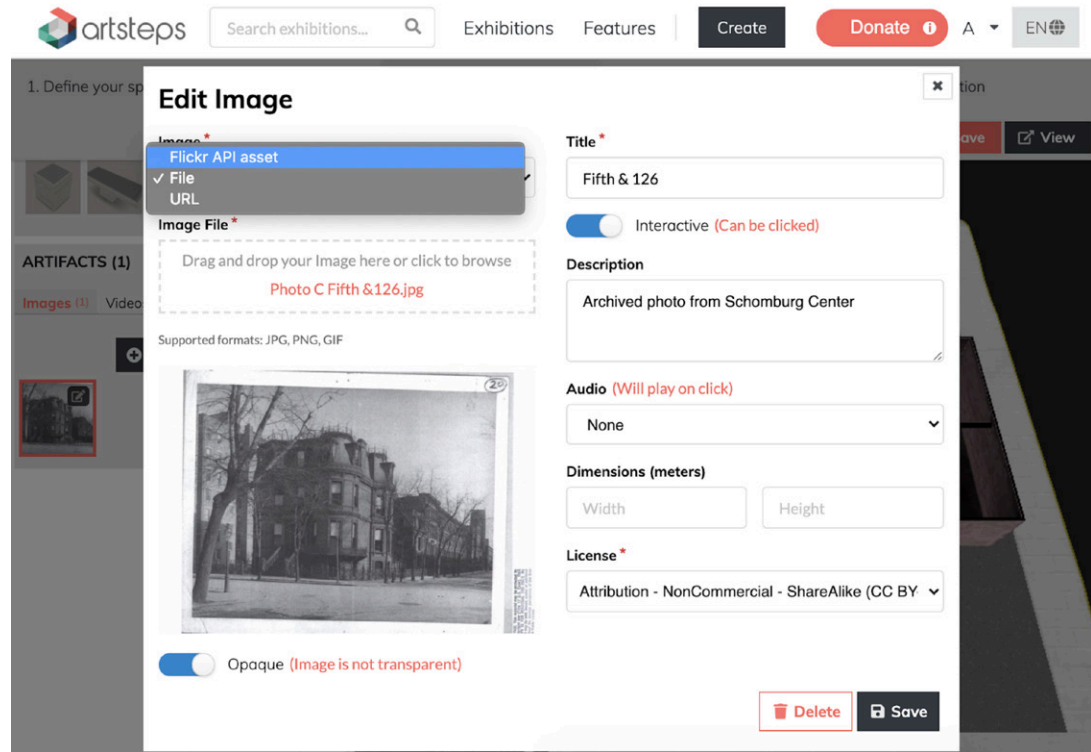 artsteps
Search exhibitions...
Exhibitions
Features
Create
Donate
A
EN
1. Define your sp
tion
ave
View
Edit Image
Image *
Flickr API asset
✓ File
URL
Image File *
Drag and drop your Image here or click to browse
Photo C Fifth &126.jpg
Supported formats: JPG, PNG, GIF
20
Opaque (Image is not transparent)
ARTIFACTS (1)
Images (1) Video
Title *
Fifth & 126
Interactive (Can be clicked)
Description
Archived photo from Schomburg Center
Audio (Will play on click)
None
Dimensions (meters)
Width
Height
License *
Attribution - NonCommercial - ShareAlike (CC BY-
Delete
Save